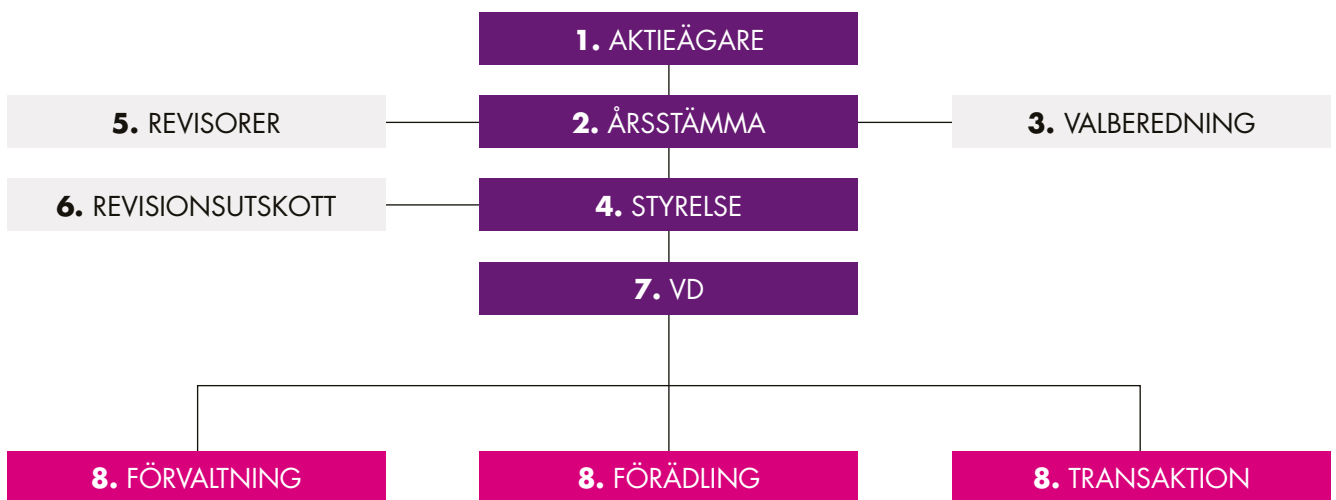 1. AKTIEÄGARE
5. REVISORER
2. ÅRSSTÄMMA
3. VALBEREDNING
6. REVISIONSUTSKOTT
4. STYRELSE
7. VD
8. FÖRVALTNING
8. FÖRÄDLING
8. TRANSAKTION